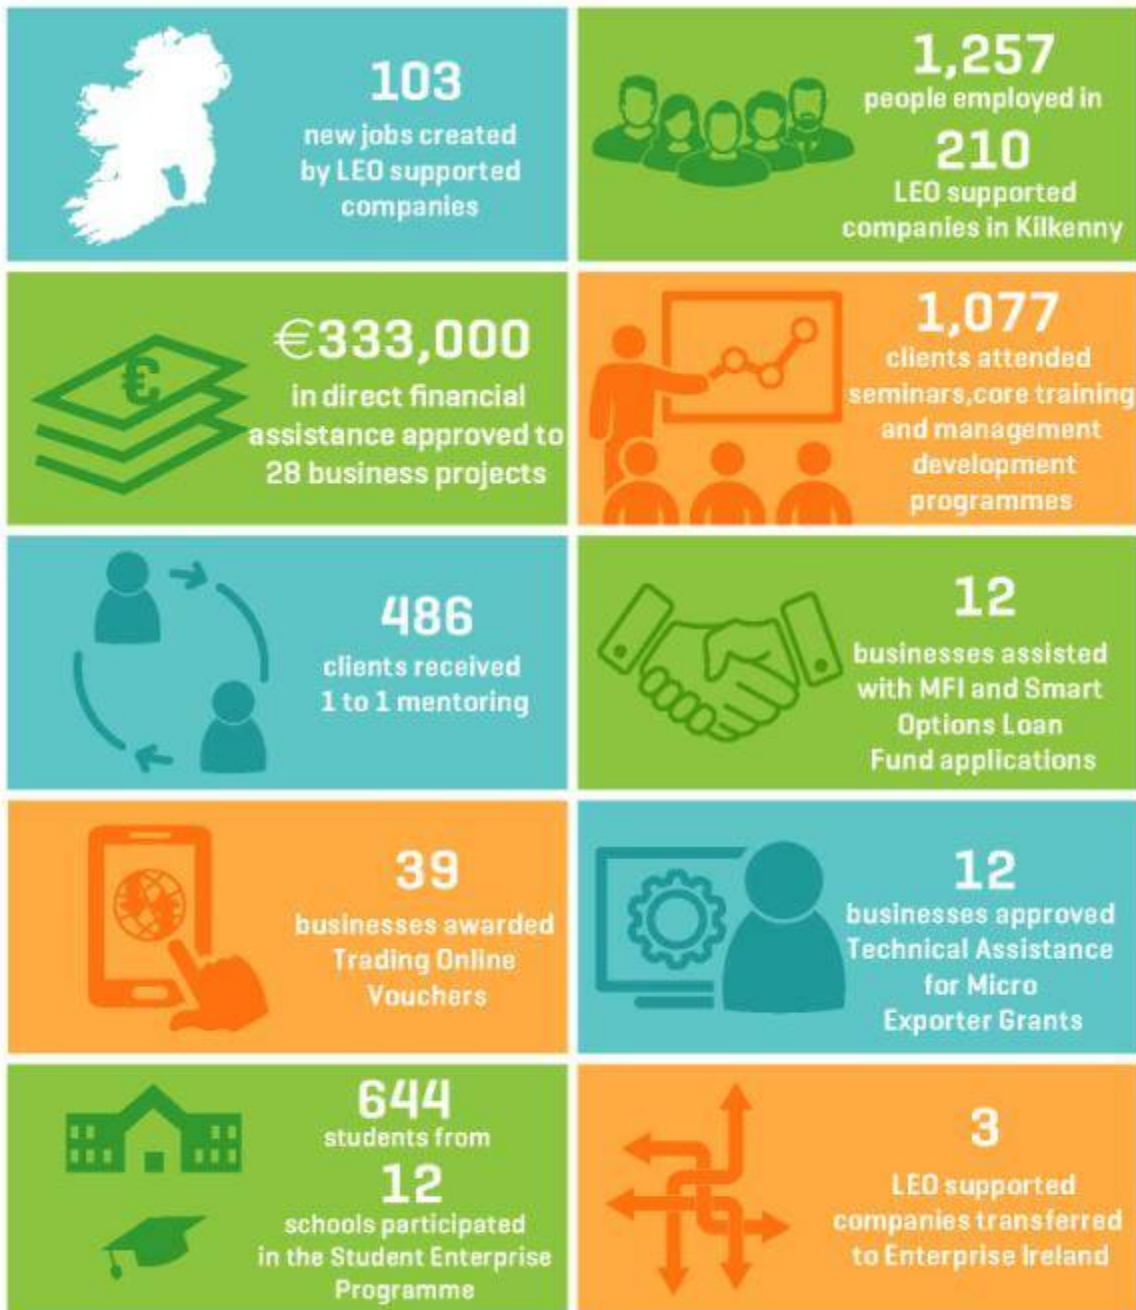 103
new jobs created
by LEO supported
companies
1,257
people employed in
210
LEO supported
companies in Kilkenny
€333,000
in direct financial
assistance approved to
28 business projects
€
1,077
clients attended
seminars,core training
and management
development
programmes
486
clients received
1 to 1 mentoring
12
businesses assisted
with MFI and Smart
Options Loan
Fund applications
39
businesses awarded
Trading Online
Vouchers
12
businesses approved
Technical Assistance
for Micro
Exporter Grants
644
students from
12
schools participated
in the Student Enterprise
Programme
3
LEO supported
companies transferred
to Enterprise Ireland